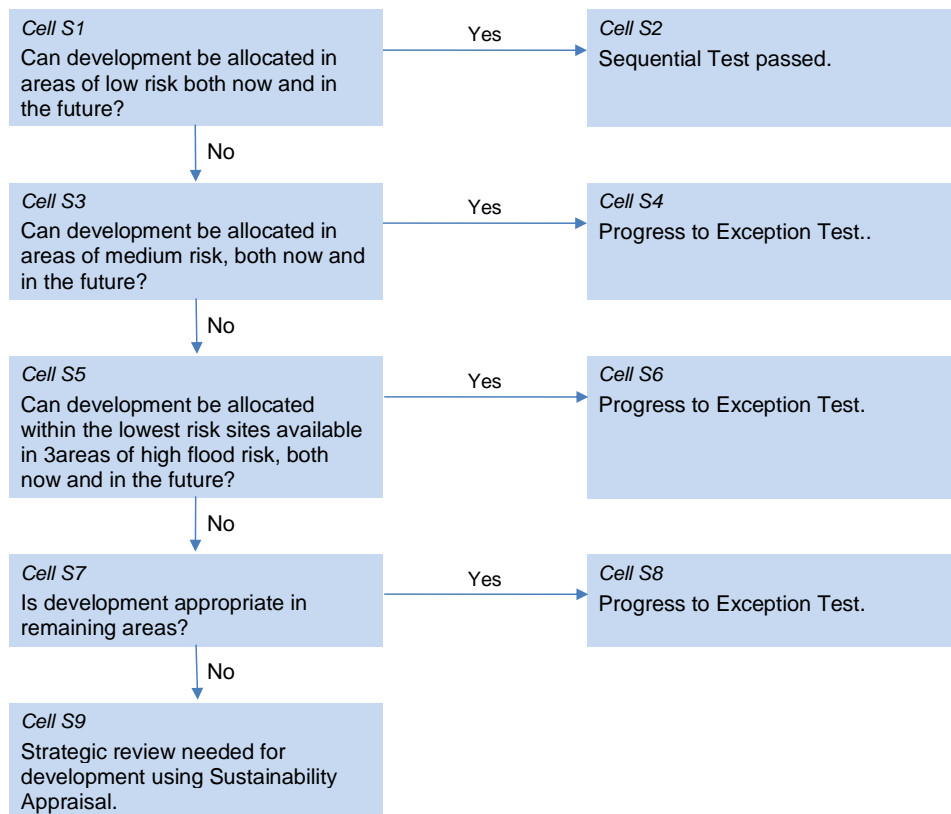 Cell S1
Can development be allocated in
areas of low risk both now and in
the future?
Yes
Cell S2
Sequential Test passed.
No
Cell S3
Can development be allocated in
areas of medium risk, both now and
in the future?
Yes
Cell S4
Progress to Exception Test..
No
Cell S5
Can development be allocated
within the lowest risk sites available
in 3areas of high flood risk, both
now and in the future?
Yes
Cell S6
Progress to Exception Test.
No
Cell S7
Is development appropriate in
remaining areas?
Yes
Cell S8
Progress to Exception Test.
No
Cell S9
Strategic review needed for
development using Sustainability
Appraisal.